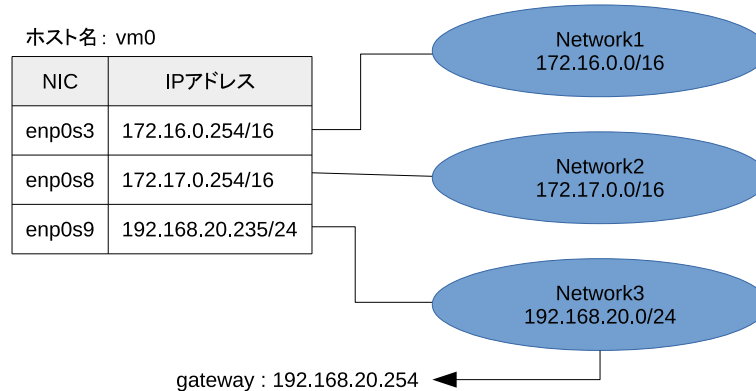 ホスト名: vm0
NIC IPアドレス
enp0s3 172.16.0.254/16
enp0s8 172.17.0.254/16
enp0s9 192.168.20.235/24
Network1
172.16.0.0/16
Network2
172.17.0.0/16
Network3
192.168.20.0/24
gateway : 192.168.20.254